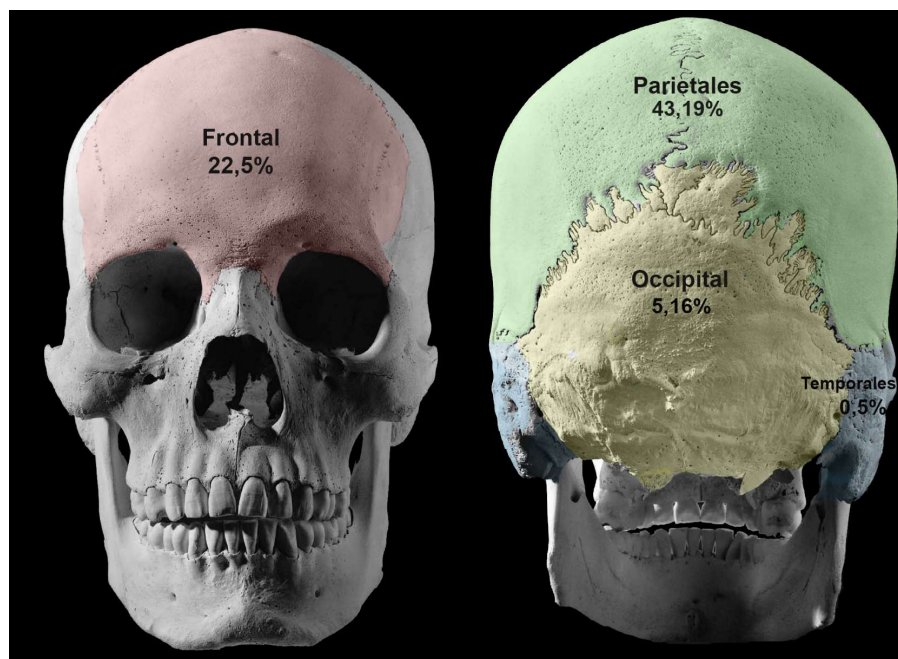 Frontal
22,5%
Parietales
43,19%
Occipital
5,16%
Temporales
0,5%